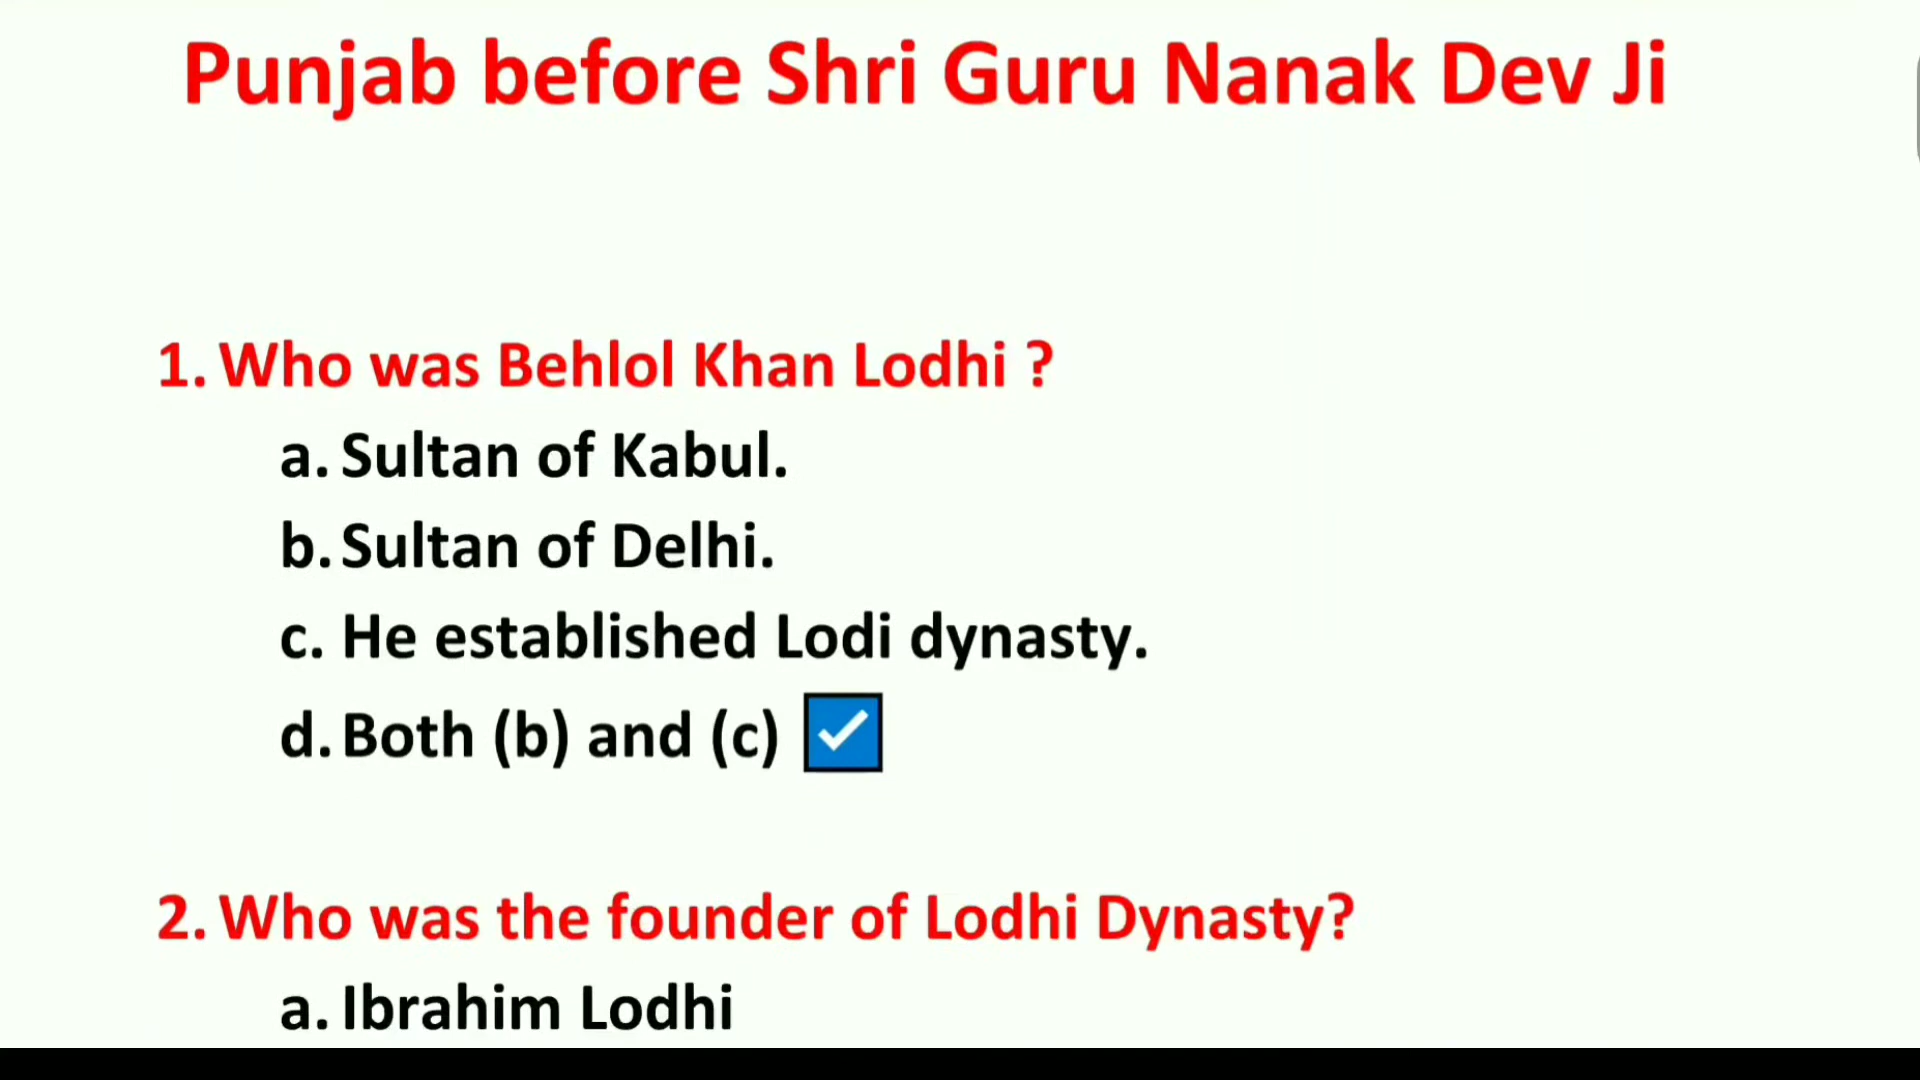 Punjab before Shri Guru Nanak Dev Ji
1. Who was Behlol Khan Lodhi ?
a. Sultan of Kabul.
b. Sultan of Delhi.
c. He established Lodi dynasty.
d. Both (b) and (c) ✓
2. Who was the founder of Lodhi Dynasty?
a. Ibrahim Lodhi